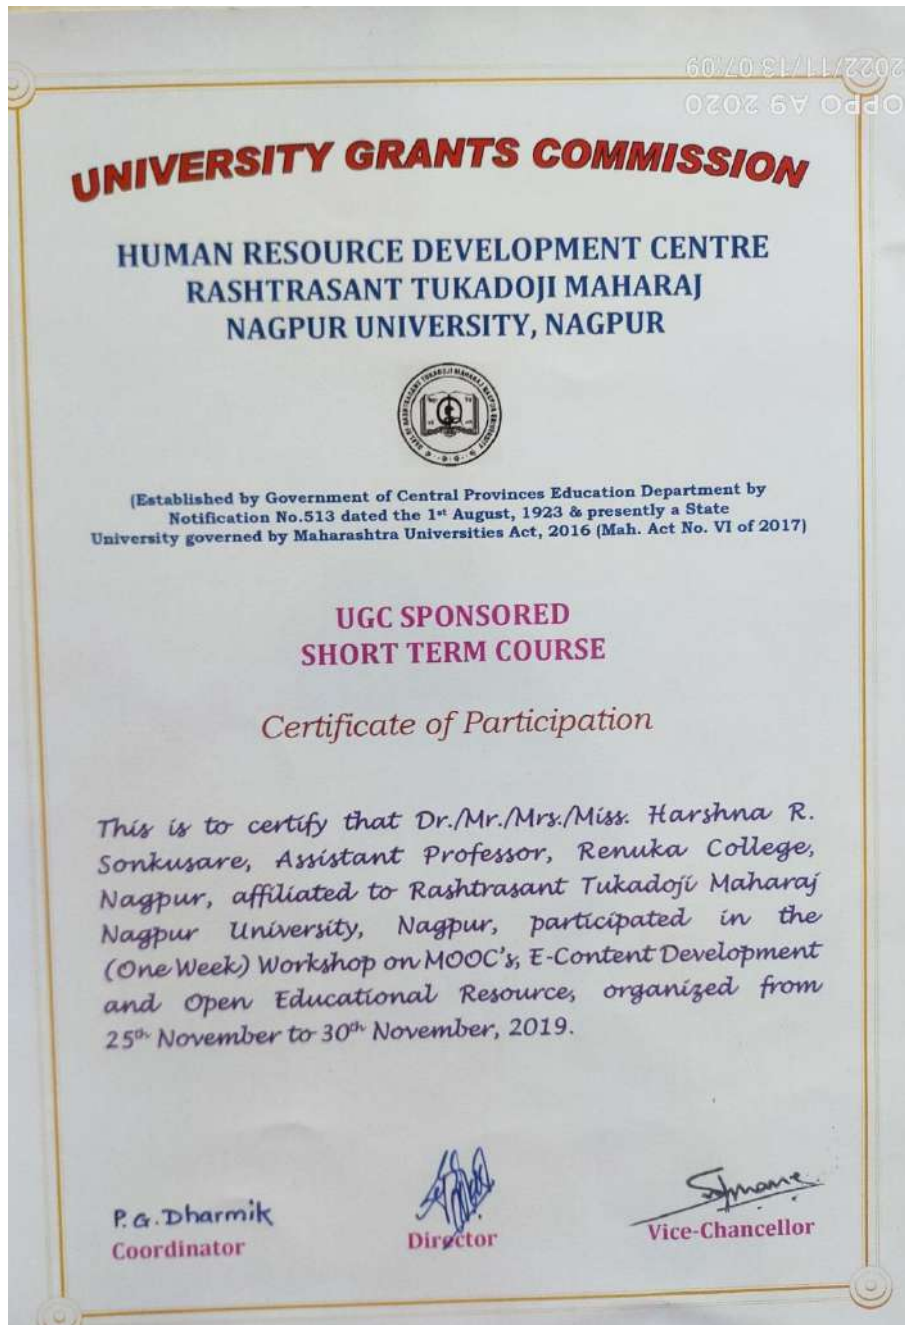 2022/11/13 07:09
OPPO A9 2020
UNIVERSITY GRANTS COMMISSION
HUMAN RESOURCE DEVELOPMENT CENTRE
RASHTRASANT TUKADOJI MAHARAJ
NAGPUR UNIVERSITY, NAGPUR
(Established by Government of Central Provinces Education Department by
Notification No.513 dated the 1st August, 1923 & presently a State
University governed by Maharashtra Universities Act, 2016 (Mah. Act No. VI of 2017)
UGC SPONSORED
SHORT TERM COURSE
Certificate of Participation
This is to certify that Dr./Mr./Mrs./Miss. Harshna R.
Sonkusare, Assistant Professor, Renuka College,
Nagpur, affiliated to Rashtrasant Tukadoji Maharaj
Nagpur University, Nagpur, participated in the
(One Week) Workshop on MOOC's, E-Content Development
and Open Educational Resource, organized from
25th November to 30th November, 2019.
P. G. Dharmik
Coordinator
Director
Vice-Chancellor